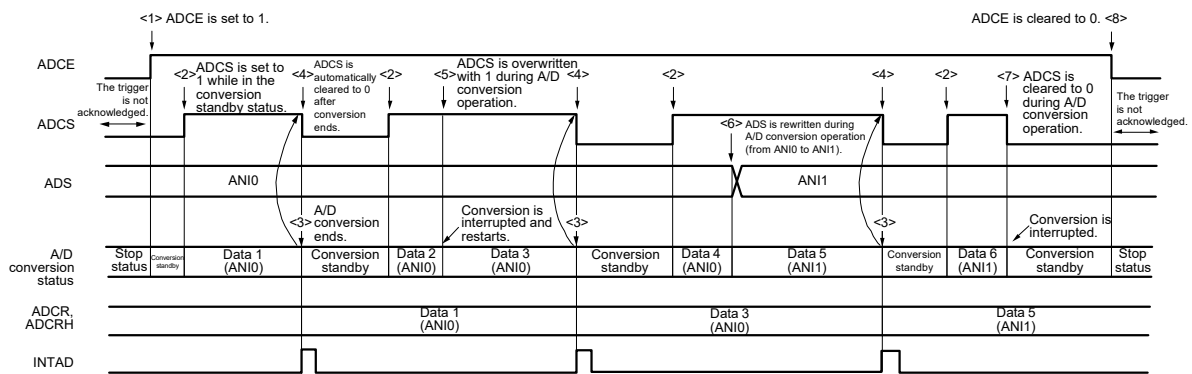 <1> ADCE is set to 1.
ADCE is cleared to 0. <8>
ADCE
The trigger
is not
acknowledged.
<2>
ADCS is set to
1 while in the
conversion
standby status.
<4>
ADCS is
automatically
cleared to 0
after
conversion
ends.
<2>
<5>
ADCS is overwritten
with 1 during A/D
conversion
operation.
<4>
<2>
<4>
<2>
<7>
ADCS is
cleared to 0
during A/D
conversion
operation.
The trigger
is not
acknowledged.
ADCS
<6> ADS is rewritten during
A/D conversion operation
(from ANI0 to ANI1).
ADS
ANI0
ANI1
<3>
A/D
conversion
ends.
Conversion is
interrupted and
restarts.
<3>
<3>
Conversion is
interrupted.
A/D
conversion
status
Stop
status
Conversion
standby
Data 1
(ANI0)
Conversion
standby
Data 2
(ANI0)
Data 3
(ANI0)
Conversion
standby
Data 4
(ANI0)
Data 5
(ANI1)
Conversion
standby
Data 6
(ANI1)
Conversion
standby
Stop
status
ADCR,
ADCRH
Data 1
(ANI0)
Data 3
(ANI0)
Data 5
(ANI1)
INTAD